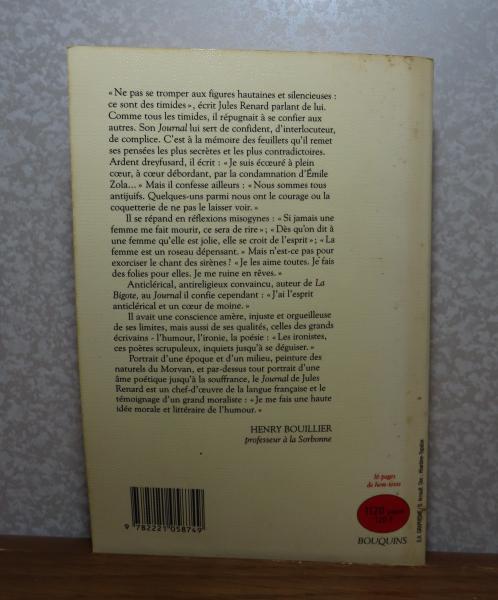 « Ne pas se tromper aux figures hautaines et silencieuses :
ce sont des timides », écrit Jules Renard parlant de lui.
Comme tous les timides, il répugnait à se confier aux
autres. Son Journal lui sert de confident, d'interlocuteur,
de complice. C'est à la mémoire des feuillets qu'il remet
ses pensées les plus secrètes et les plus contradictoires.
Ardent dreyfusard, il écrit : « Je suis écœuré à plein
cœur, à cœur débordant, par la condamnation d'Émile
Zola... » Mais il confesse ailleurs : « Nous sommes tous
antijuifs. Quelques-uns parmi nous ont le courage ou la
coquetterie de ne pas le laisser voir. »
Il se répand en réflexions misogynes : « Si jamais une
femme me fait mourir, ce sera de rire » ; « Dès qu'on dit à
une femme qu'elle est jolie, elle se croit de l'esprit » ; « La
femme est un roseau dépensant. » Mais n'est-ce pas pour
exorciser le chant des sirènes ? « Je les aime toutes. Je fais
des folies pour elles. Je me ruine en rêves. »
Anticlérical, antireligieux convaincu, auteur de La
Bigote, au Journal il confie cependant : « J'ai l'esprit
anticlérical et un cœur de moine. »
Il avait une conscience amère, injuste et orgueilleuse
de ses limites, mais aussi de ses qualités, celles des grands
écrivains - l'humour, l'ironie, la poésie : « Les ironistes,
ces poètes scrupuleux, inquiets jusqu'à se déguiser. »
Portrait d'une époque et d'un milieu, peinture des
naturels du Morvan, et par-dessus tout portrait d'une
âme poétique jusqu'à la souffrance, le Journal de Jules
Renard est un chef-d'œuvre de la langue française et le
témoignage d'un grand moraliste : « Je me fais une haute
idée morale et littéraire de l'humour. »
HENRY BOUILLIER
professeur à la Sorbonne
16 pages
de hors-texte
1120 pages
120 F
BOUQUINS
9 782221 058749